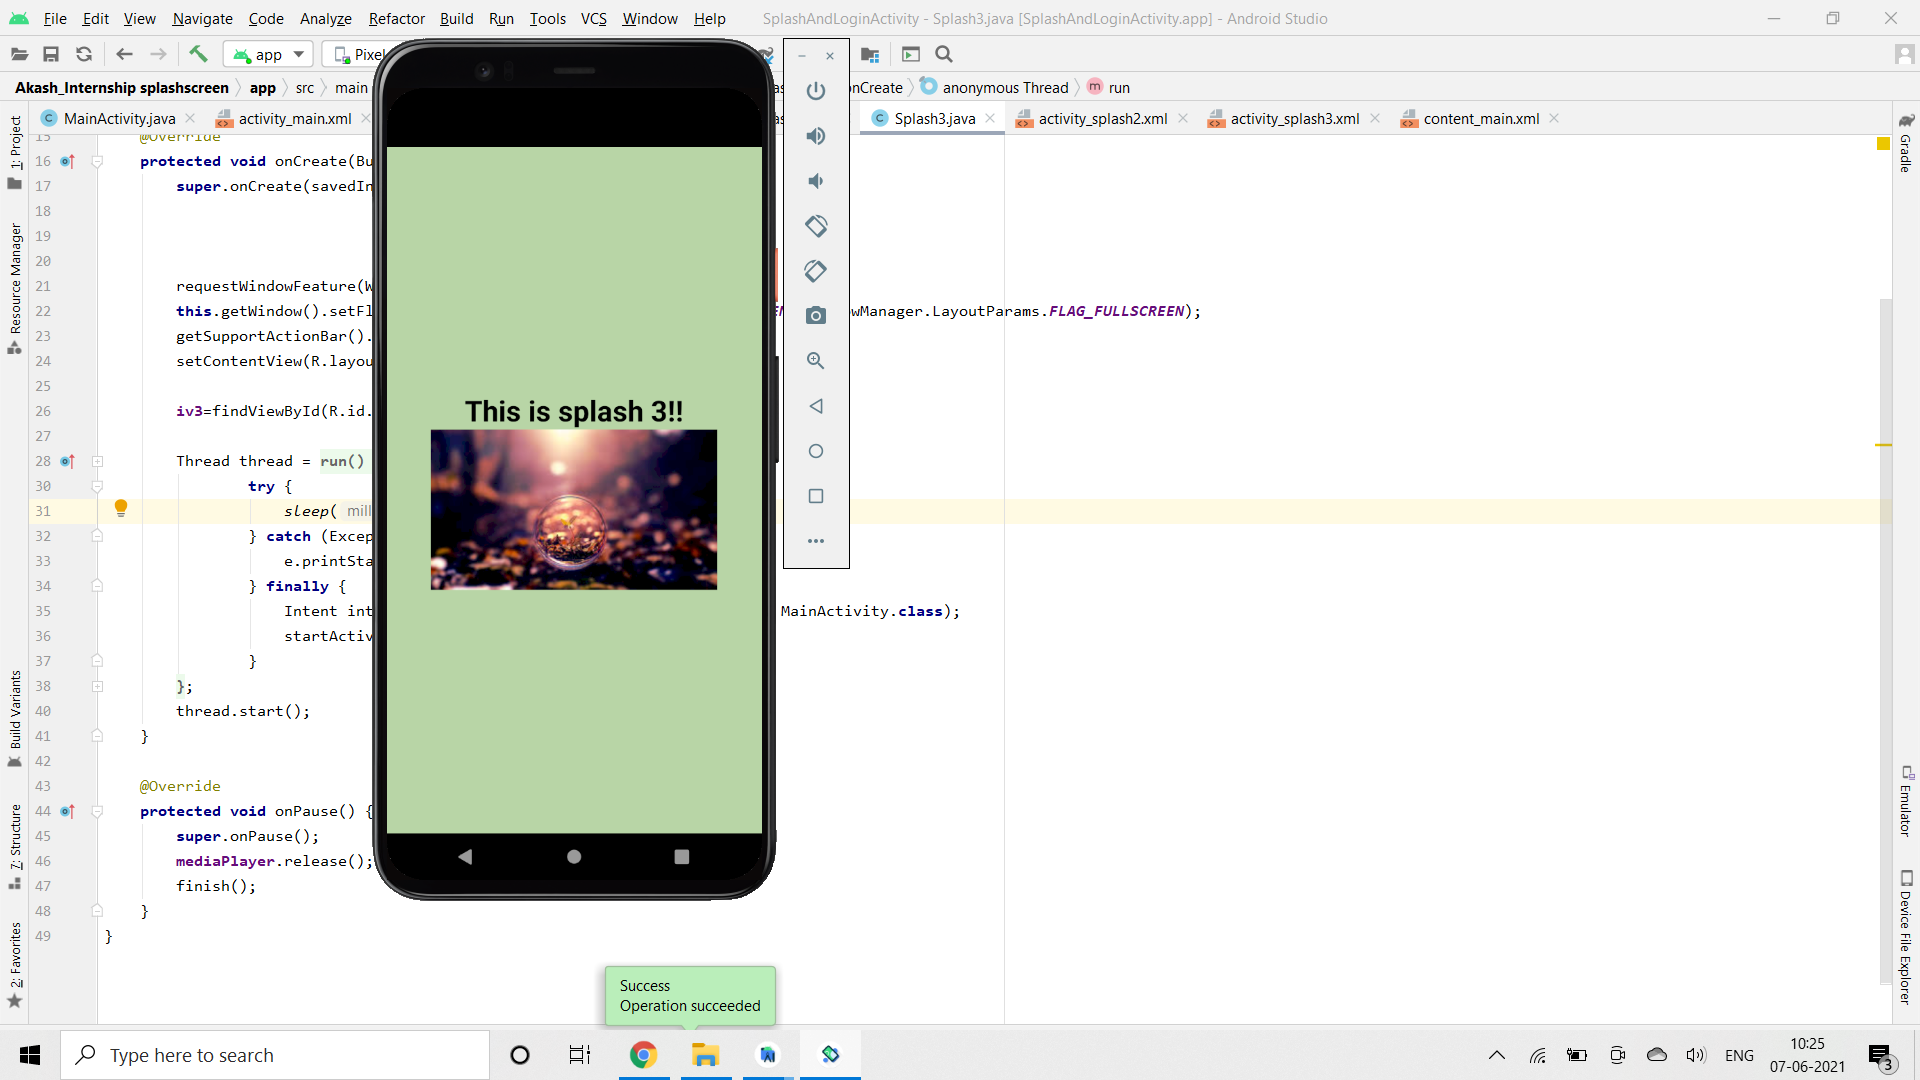 File Edit View Navigate Code Analyze Refactor Build Run Tools VCS Window Help SplashAndLoginActivity - Splash3.java [SplashAndLoginActivity.app] - Android Studio
app Pixel
Akash_Internship splashscreen app src main onCreate anonymous Thread m run
MainActivity.java activity_main.xml Splash3.java activity_splash2.xml activity_splash3.xml content_main.xml
15 @Override
16 protected void onCreate(Bu
17 super.onCreate(savedIn
18
19
20
21 requestWindowFeature(W
22 this.getWindow().setFl wManager.LayoutParams.FLAG_FULLSCREEN);
23 getSupportActionBar().
24 setContentView(R.layou
25
26 iv3=findViewById(R.id.
27
28 Thread thread = run()
30 try {
31 sleep( mill
32 } catch (Excep
33 e.printSta
34 } finally {
35 Intent int MainActivity.class);
36 startActiv
37 }
38 };
40 thread.start();
41 }
42
43 @Override
44 protected void onPause() {
45 super.onPause();
46 mediaPlayer.release();
47 finish();
48 }
49 }
This is splash 3!!
1: Project
Resource Manager
Build Variants
7: Structure
2: Favorites
Gradle
Emulator
Device File Explorer
Success
Operation succeeded
Type here to search
ENG
10:25
07-06-2021
3